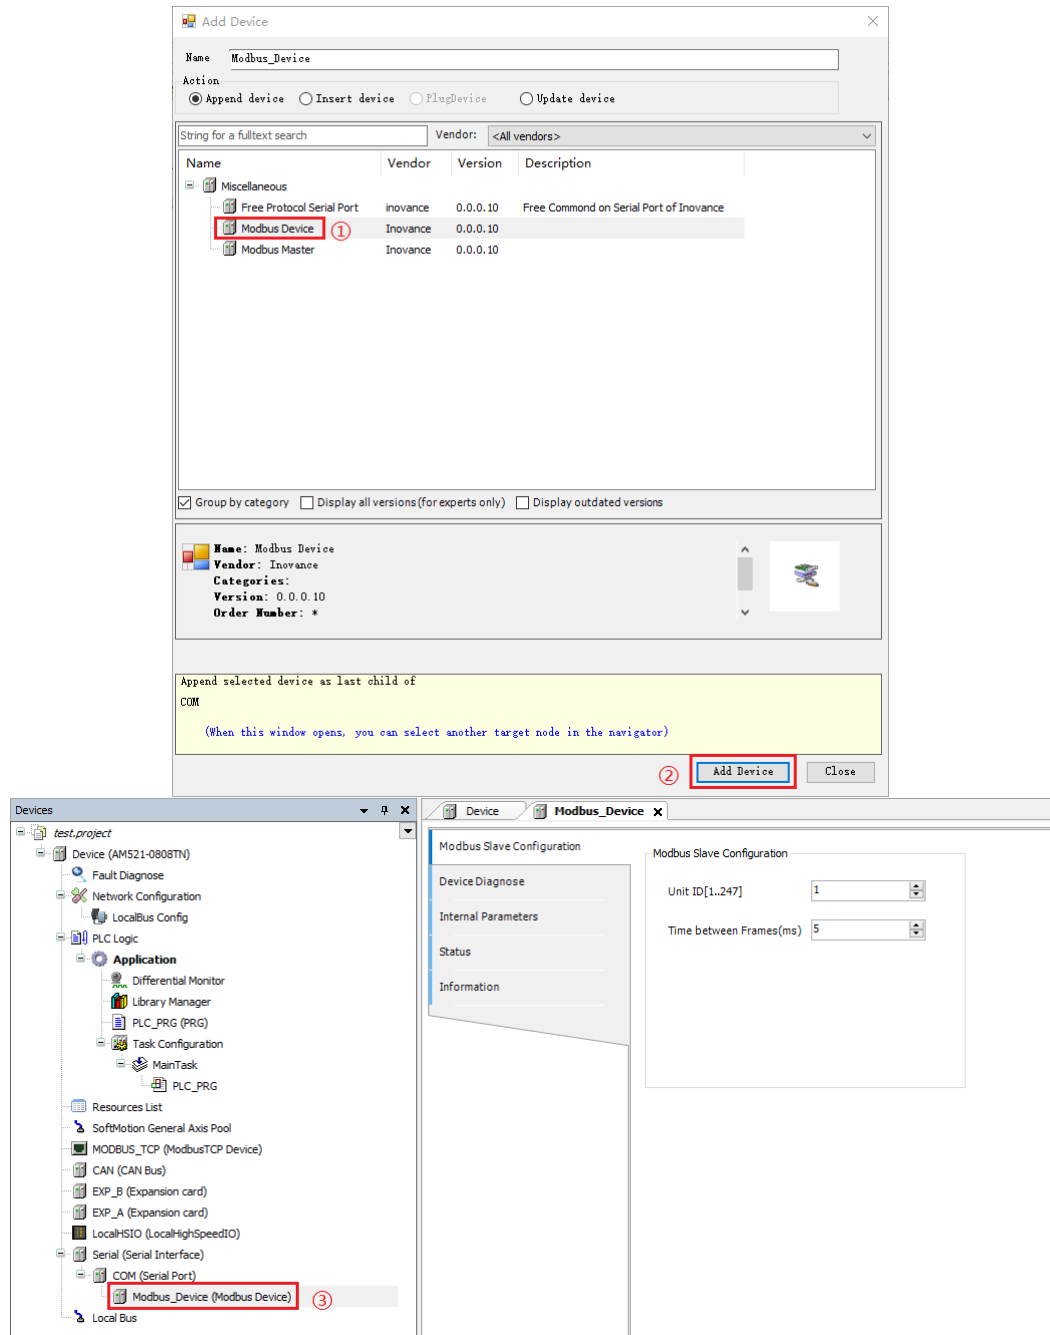 Add Device
Name Modbus_Device
Action
Append device Insert device PlugDevice Update device
String for a fulltext search Vendor: <All vendors>
Name Vendor Version Description
Miscellaneous
Free Protocol Serial Port inovance 0.0.0.10 Free Commond on Serial Port of Inovance
Modbus Device Inovance 0.0.0.10 ①
Modbus Master Inovance 0.0.0.10
Group by category Display all versions(for experts only) Display outdated versions
Name: Modbus Device
Vendor: Inovance
Categories:
Version: 0.0.0.10
Order Number: *
Append selected device as last child of
COM
(When this window opens, you can select another target node in the navigator)
② Add Device Close
Devices
test.project
Device (AM521-0808TN)
Fault Diagnose
Network Configuration
LocalBus Config
PLC Logic
Application
Differential Monitor
Library Manager
PLC_PRG (PRG)
Task Configuration
MainTask
PLC_PRG
Resources List
SoftMotion General Axis Pool
MODBUS_TCP (ModbusTCP Device)
CAN (CAN Bus)
EXP_B (Expansion card)
EXP_A (Expansion card)
LocalHSIO (LocalHighSpeedIO)
Serial (Serial Interface)
COM (Serial Port)
Modbus_Device (Modbus Device) ③
Local Bus
Device Modbus_Device
Modbus Slave Configuration
Device Diagnose
Internal Parameters
Status
Information
Modbus Slave Configuration
Unit ID[1..247] 1
Time between Frames(ms) 5